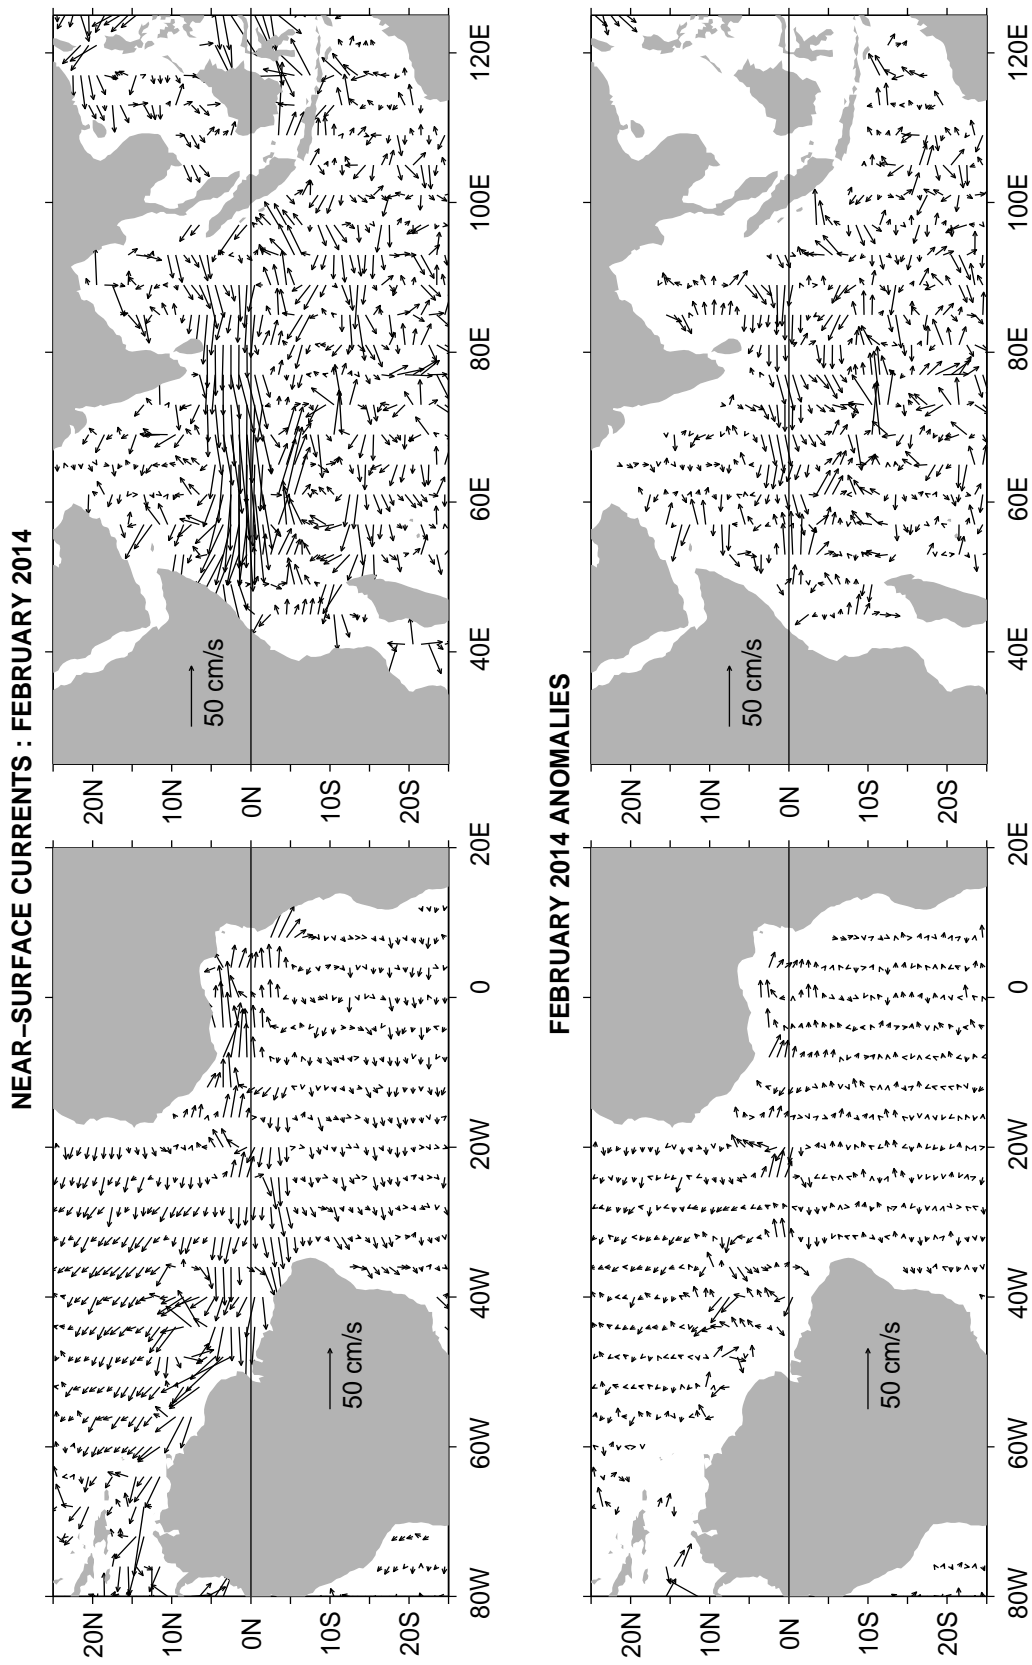 NEAR–SURFACE CURRENTS : FEBRUARY 2014
20N
10N
0N
10S
20S
80W
60W
40W
20W
0
20E
50 cm/s
20N
10N
0N
10S
20S
40E
60E
80E
100E
120E
50 cm/s
FEBRUARY 2014 ANOMALIES
20N
10N
0N
10S
20S
80W
60W
40W
20W
0
20E
50 cm/s
20N
10N
0N
10S
20S
40E
60E
80E
100E
120E
50 cm/s